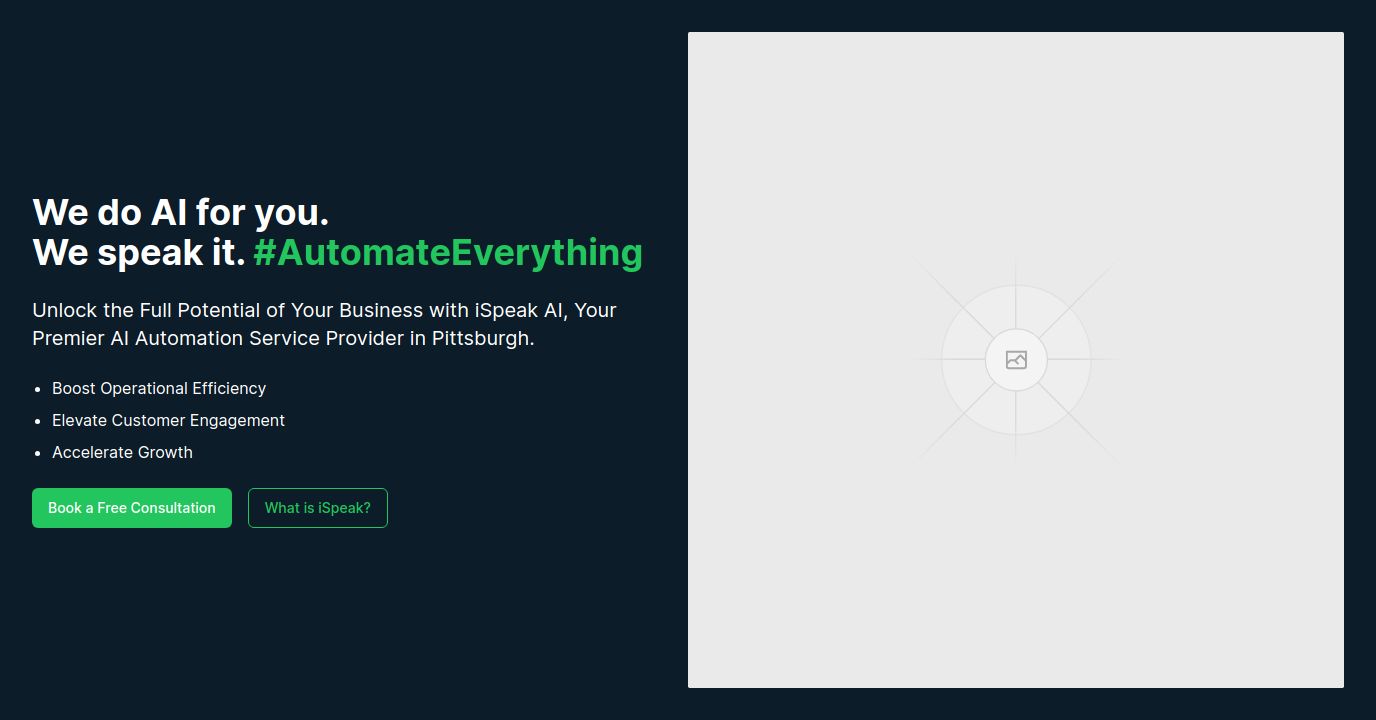 We do AI for you.
We speak it. #AutomateEverything
Unlock the Full Potential of Your Business with iSpeak AI, Your
Premier AI Automation Service Provider in Pittsburgh.
• Boost Operational Efficiency
• Elevate Customer Engagement
• Accelerate Growth
Book a Free Consultation
What is iSpeak?